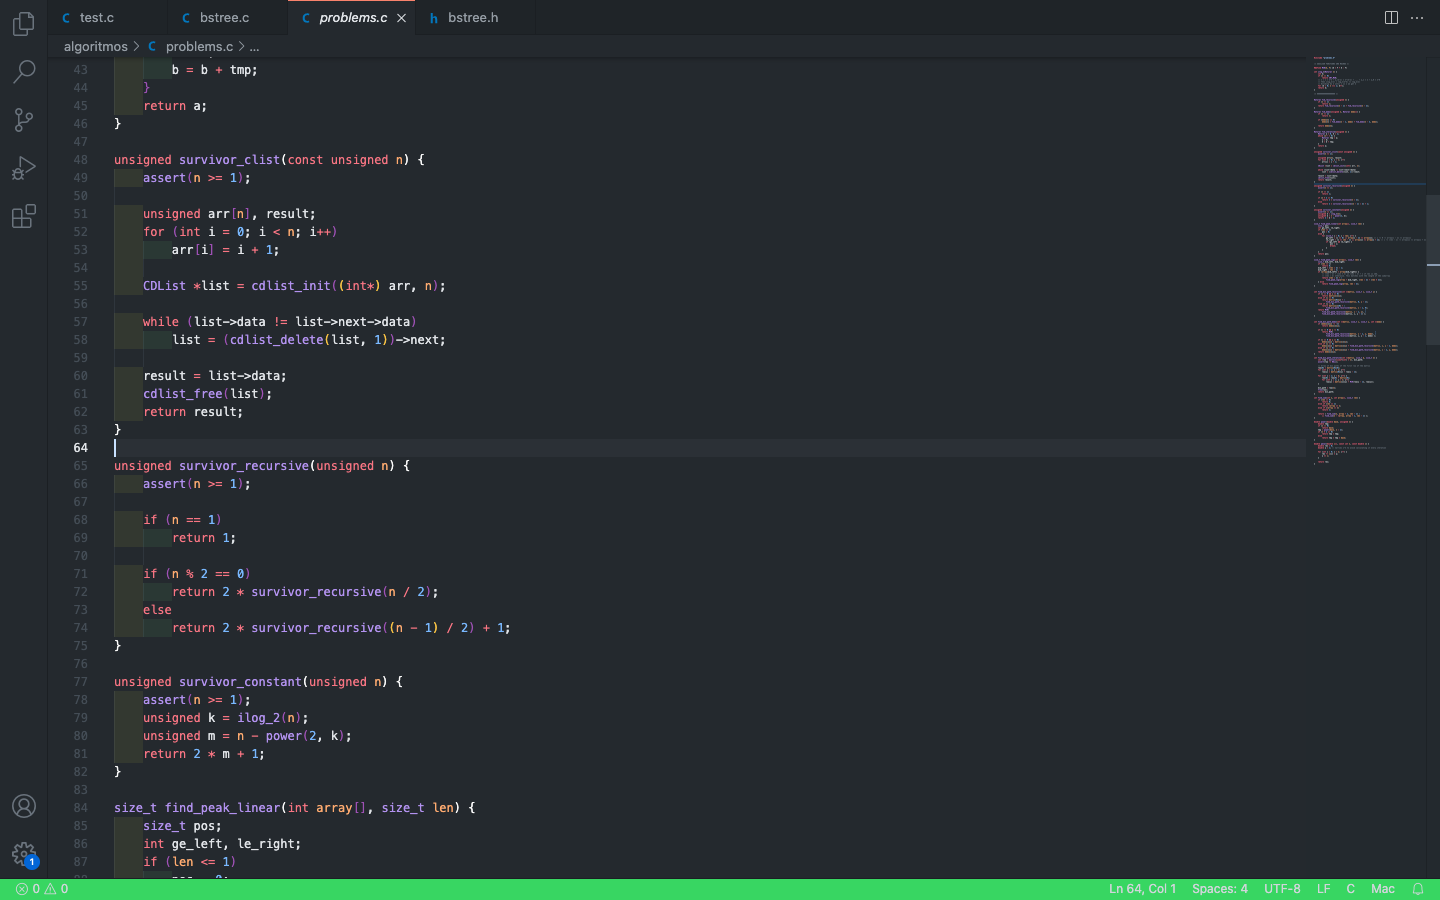 test.c bstree.c problems.c bstree.h
algoritmos problems.c ...
43 b = b + tmp;
44 }
45 return a;
46 }
47
48 unsigned survivor_clist(const unsigned n) {
49 assert(n >= 1);
50
51 unsigned arr[n], result;
52 for (int i = 0; i < n; i++)
53 arr[i] = i + 1;
54
55 CDList *list = cdlist_init((int*) arr, n);
56
57 while (list->data != list->next->data)
58 list = (cdlist_delete(list, 1))->next;
59
60 result = list->data;
61 cdlist_free(list);
62 return result;
63 }
64
65 unsigned survivor_recursive(unsigned n) {
66 assert(n >= 1);
67
68 if (n == 1)
69 return 1;
70
71 if (n % 2 == 0)
72 return 2 * survivor_recursive(n / 2);
73 else
74 return 2 * survivor_recursive((n - 1) / 2) + 1;
75 }
76
77 unsigned survivor_constant(unsigned n) {
78 assert(n >= 1);
79 unsigned k = ilog_2(n);
80 unsigned m = n - power(2, k);
81 return 2 * m + 1;
82 }
83
84 size_t find_peak_linear(int array[], size_t len) {
85 size_t pos;
86 int ge_left, le_right;
87 if (len <= 1)
1
0 0 Ln 64, Col 1 Spaces: 4 UTF-8 LF C Mac